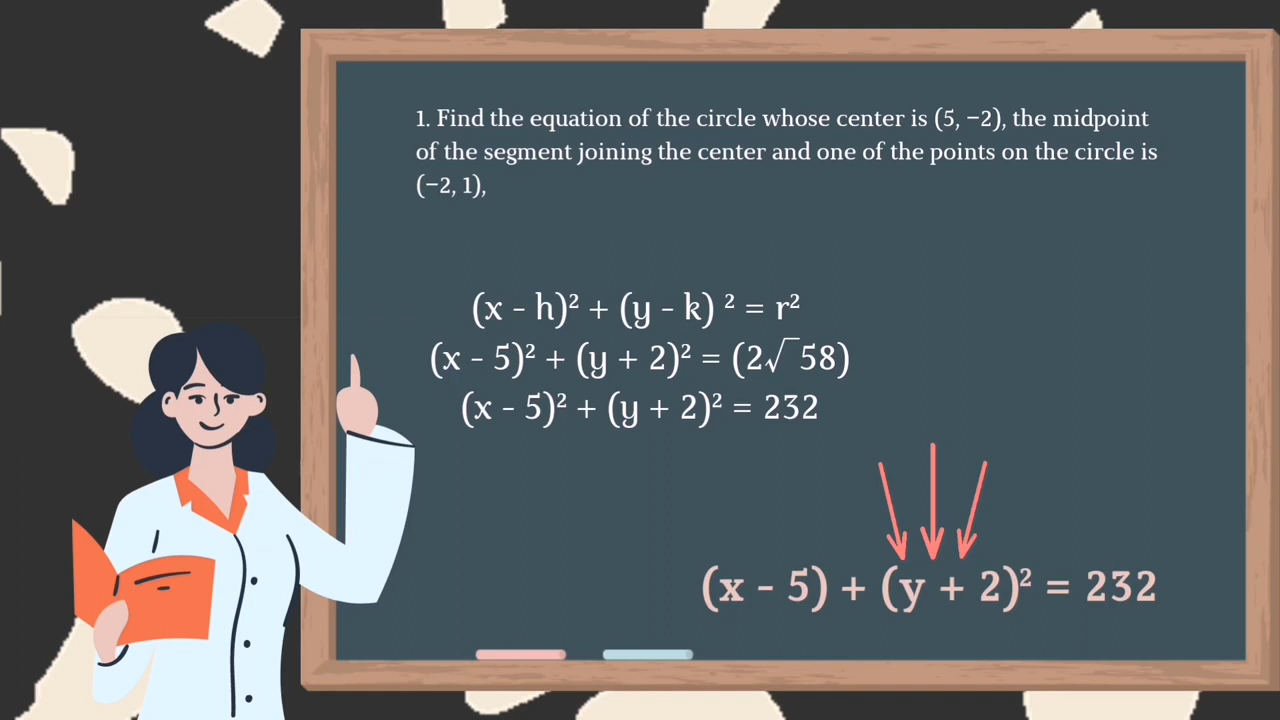 1. Find the equation of the circle whose center is (5, −2), the midpoint
of the segment joining the center and one of the points on the circle is
(−2, 1),
(x - h)² + (y - k) ² = r²
(x - 5)² + (y + 2)² = (2√58)
(x - 5)² + (y + 2)² = 232
(x - 5) + (y + 2)² = 232